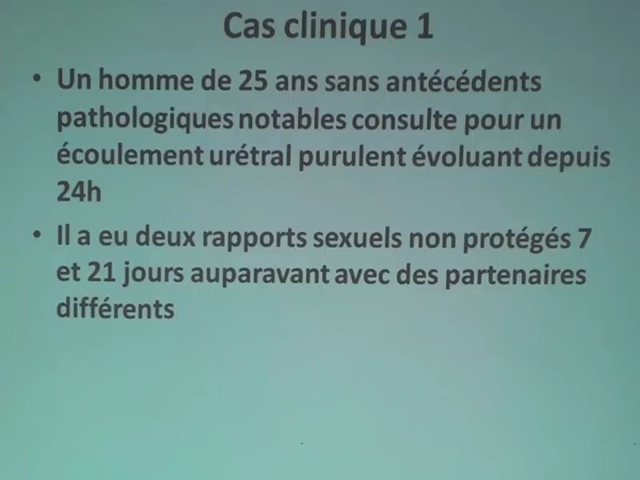 Cas clinique 1
• Un homme de 25 ans sans antécédents
pathologiques notables consulte pour un
écoulement urétral purulent évoluant depuis
24h
• Il a eu deux rapports sexuels non protégés 7
et 21 jours auparavant avec des partenaires
différents